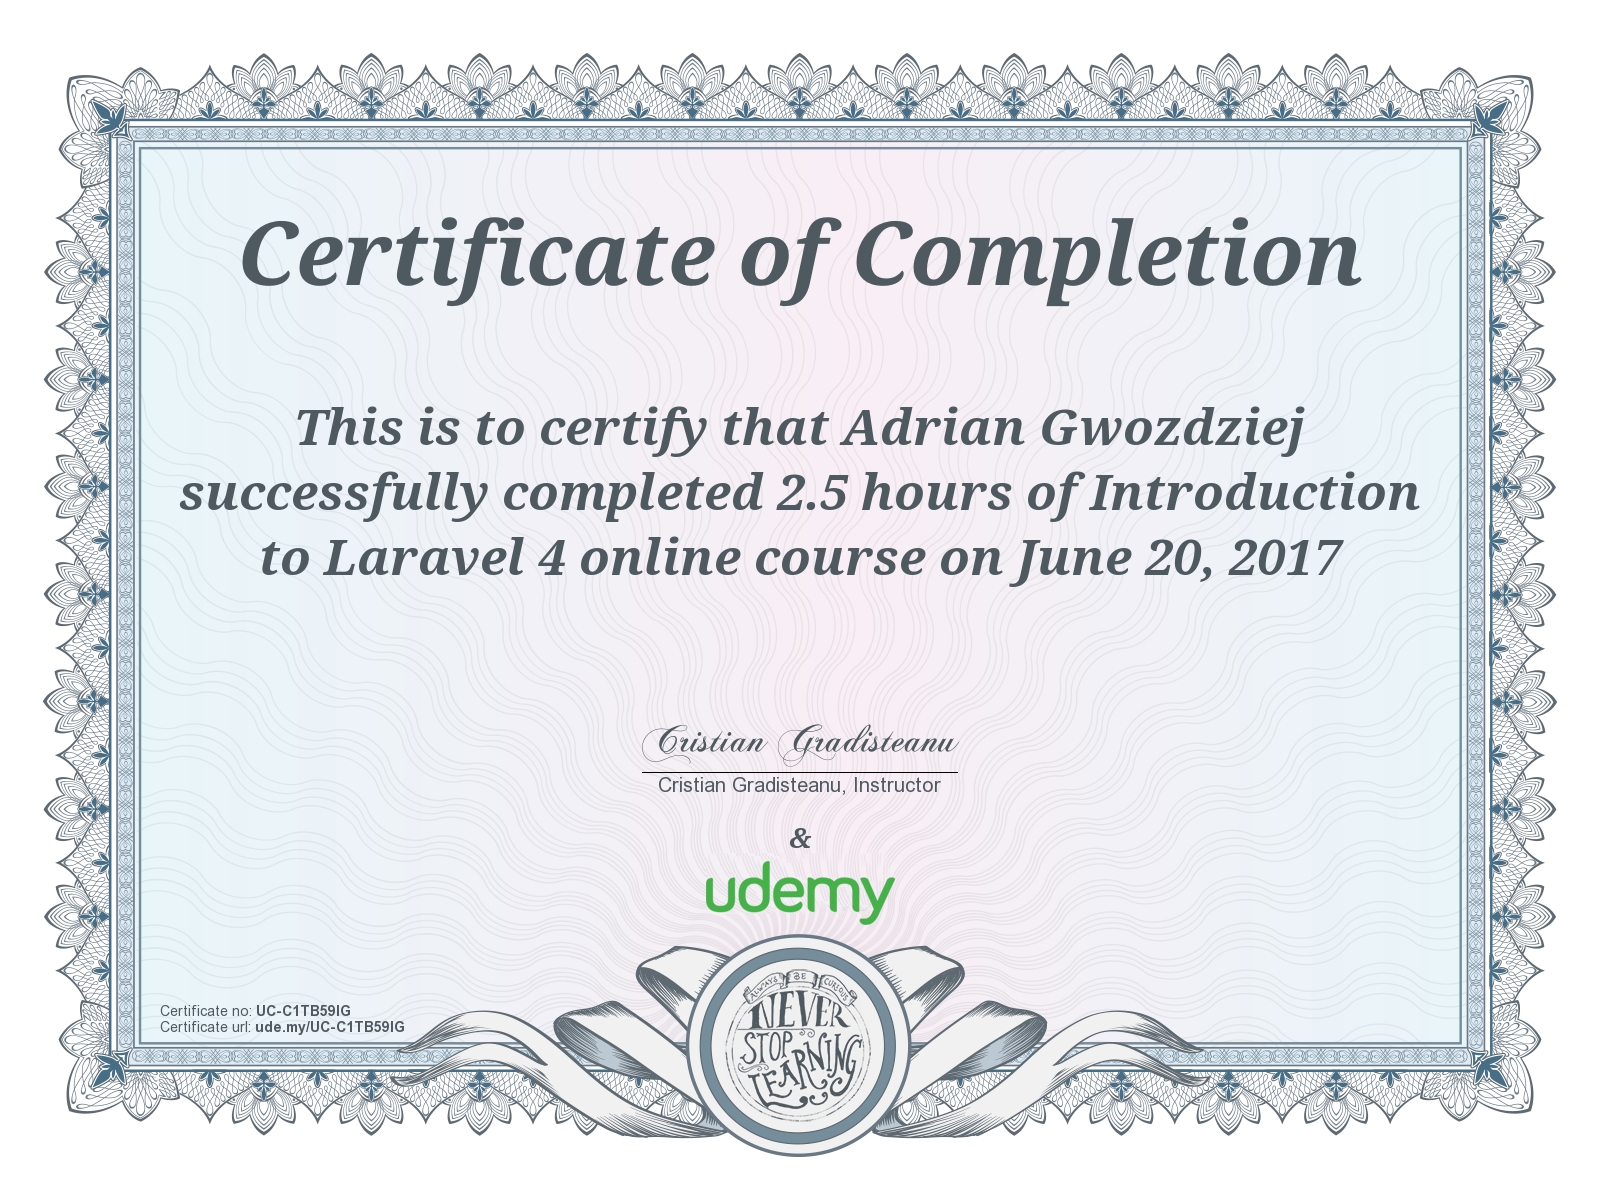 Certificate of Completion
This is to certify that Adrian Gwozdziej
successfully completed 2.5 hours of Introduction
to Laravel 4 online course on June 20, 2017
Cristian Gradisteanu
Cristian Gradisteanu, Instructor
&
udemy
ALWAYS BE CURIOUS
NEVER
STOP
LEARNING
Certificate no: UC-C1TB59IG
Certificate url: ude.my/UC-C1TB59IG